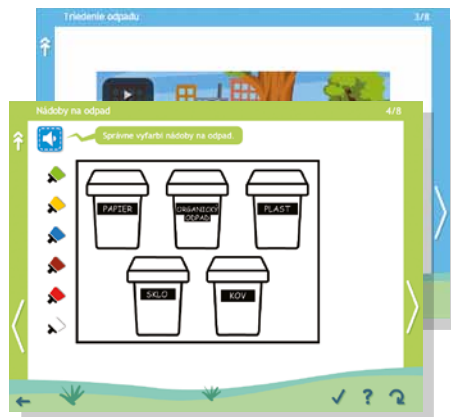 Triedenie odpadu 3/8
Nádoby na odpad 4/8
Správne vyfarbi nádoby na odpad.
PAPIER
ORGANICKÝ
ODPAD
PLAST
SKLO
KOV
?